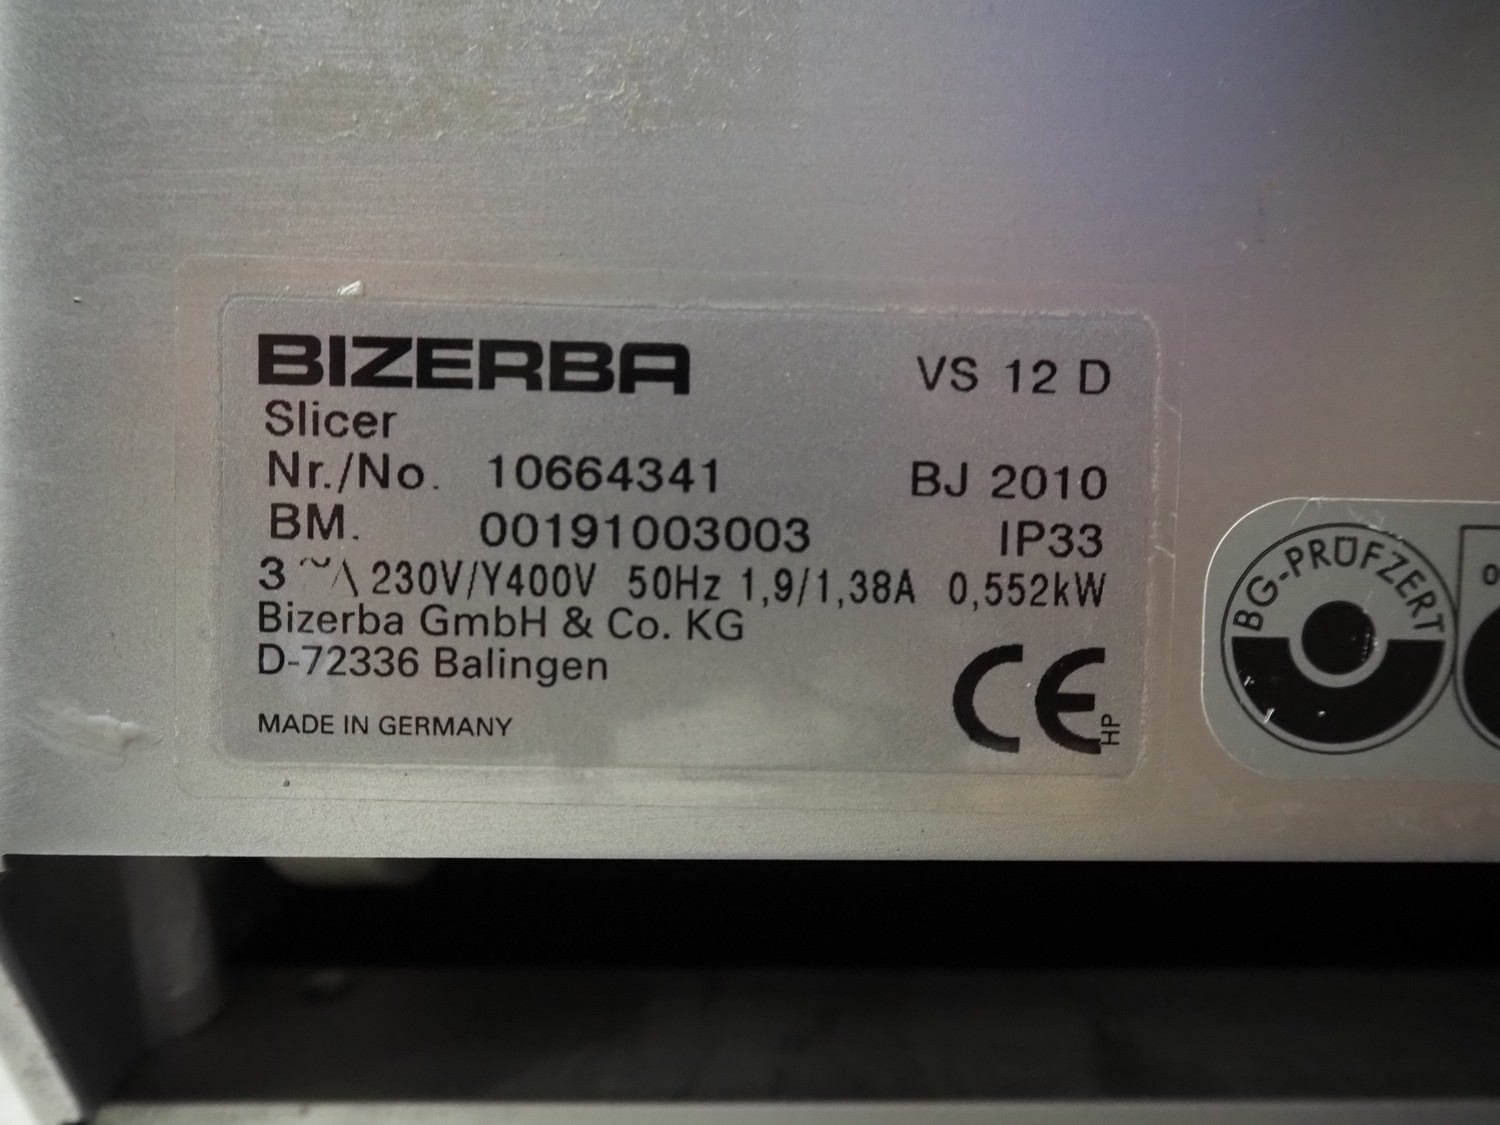 BIZERBA VS 12 D
Slicer
Nr./No. 10664341 BJ 2010
BM. 00191003003 IP33
3 ~ △ 230V/Y400V 50Hz 1,9/1,38A 0,552kW
Bizerba GmbH & Co. KG
D-72336 Balingen
MADE IN GERMANY
CE
HP
BG-PRÜFZERT